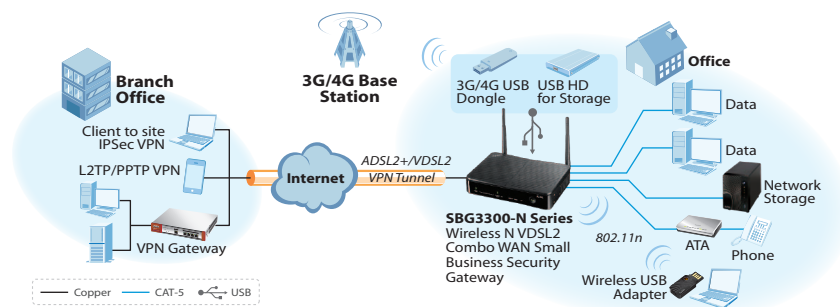 Branch
Office
Client to site
IPSec VPN
L2TP/PPTP VPN
VPN Gateway
3G/4G Base
Station
Internet
ADSL2+/VDSL2
VPN Tunnel
3G/4G USB
Dongle
USB HD
for Storage
Office
Data
Data
Network
Storage
SBG3300-N Series
Wireless N VDSL2
Combo WAN Small
Business Security
Gateway
802.11n
ATA
Phone
Wireless USB
Adapter
Copper
CAT-5
USB